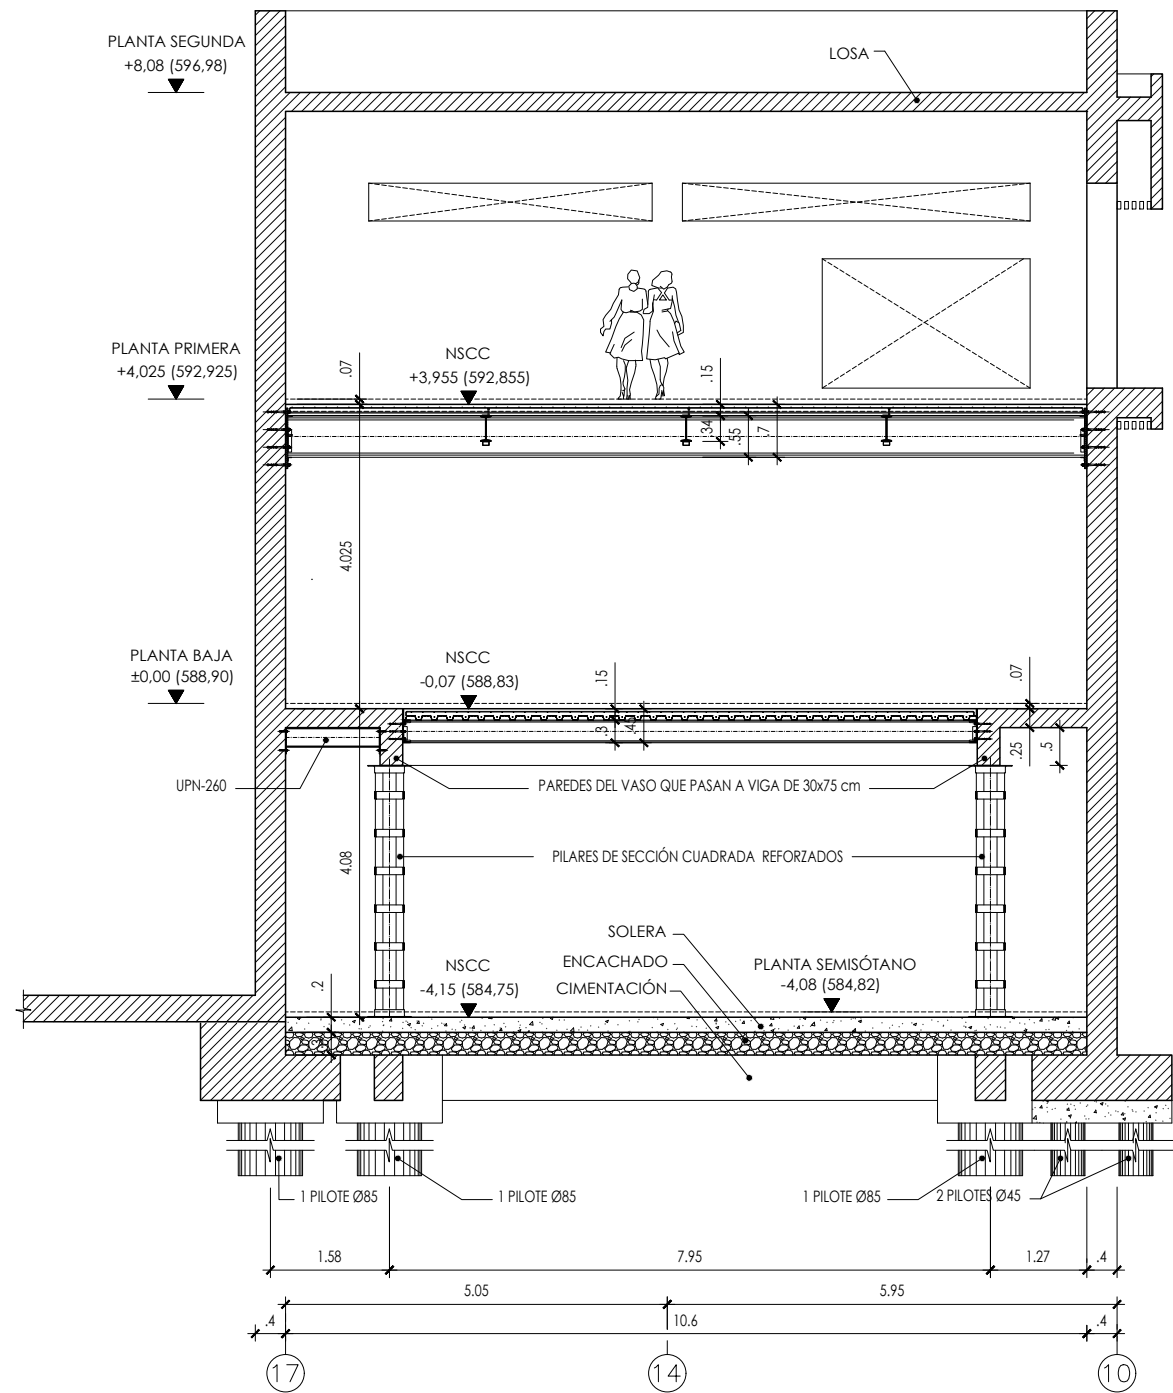 PLANTA SEGUNDA
+8,08 (596,98)
LOSA
PLANTA PRIMERA
+4,025 (592,925)
.07
NSCC
+3,955 (592,855)
.15
.34
.55
.7
4.025
PLANTA BAJA
±0,00 (588,90)
NSCC
-0,07 (588,83)
.15
.07
.3
.45
.25
.5
UPN-260
PAREDES DEL VASO QUE PASAN A VIGA DE 30x75 cm
4.08
PILARES DE SECCIÓN CUADRADA REFORZADOS
SOLERA
ENCACHADO
CIMENTACIÓN
.2
NSCC
-4,15 (584,75)
PLANTA SEMISÓTANO
-4,08 (584,82)
1 PILOTE Ø85
1 PILOTE Ø85
1 PILOTE Ø85
2 PILOTES Ø45
1.58
7.95
1.27
.4
5.05
5.95
.4
10.6
.4
17
14
10